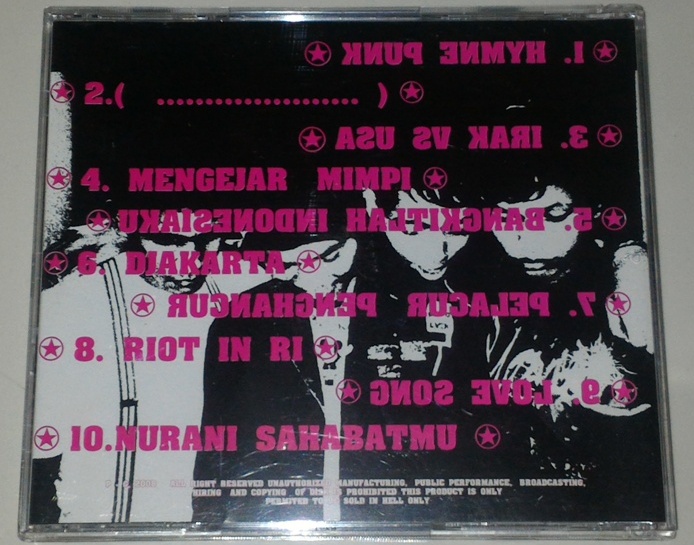 1. HYMNE PUNK
2.( ..................... )
3. IRAK VS USA
4. MENGEJAR MIMPI
5. BANGKITLAH INDONESIAKU
6. DJAKARTA
7. PELACUR PENGHANCUR
8. RIOT IN RI
9. LOVE SONG
10.NURANI SAHABATMU
ALL RIGHT RESERVED UNAUTHORIZED MANUFACTURING, PUBLIC PERFORMANCE, BROADCASTING,
HIRING AND COPYING OF PROHIBITED THIS PRODUCT IS ONLY
PERMITED TO SOLD IN HELL ONLY